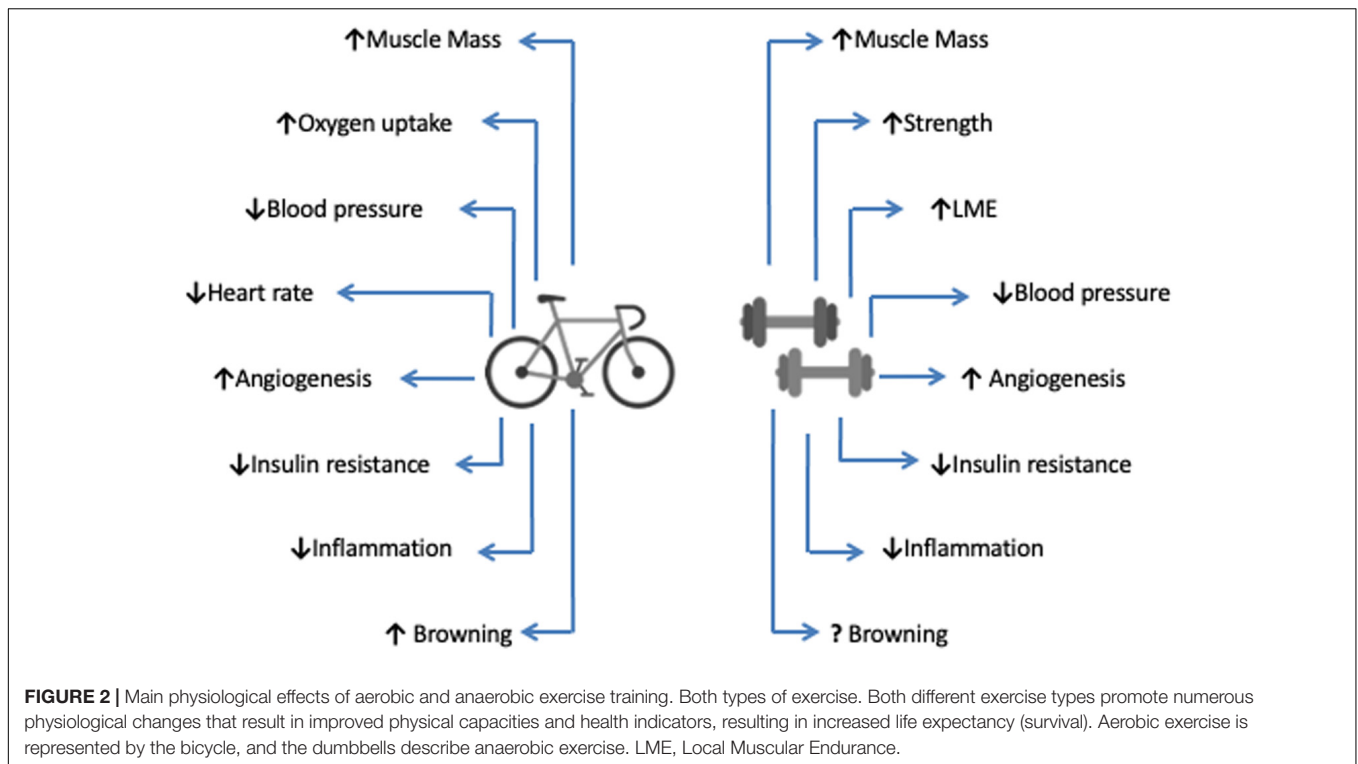 ↑Muscle Mass
↑Oxygen uptake
↓Blood pressure
↓Heart rate
↑Angiogenesis
↓Insulin resistance
↓Inflammation
↑ Browning
↑Muscle Mass
↑Strength
↑LME
↓Blood pressure
↑ Angiogenesis
↓Insulin resistance
↓Inflammation
? Browning
FIGURE 2 | Main physiological effects of aerobic and anaerobic exercise training. Both types of exercise. Both different exercise types promote numerous
physiological changes that result in improved physical capacities and health indicators, resulting in increased life expectancy (survival). Aerobic exercise is
represented by the bicycle, and the dumbbells describe anaerobic exercise. LME, Local Muscular Endurance.